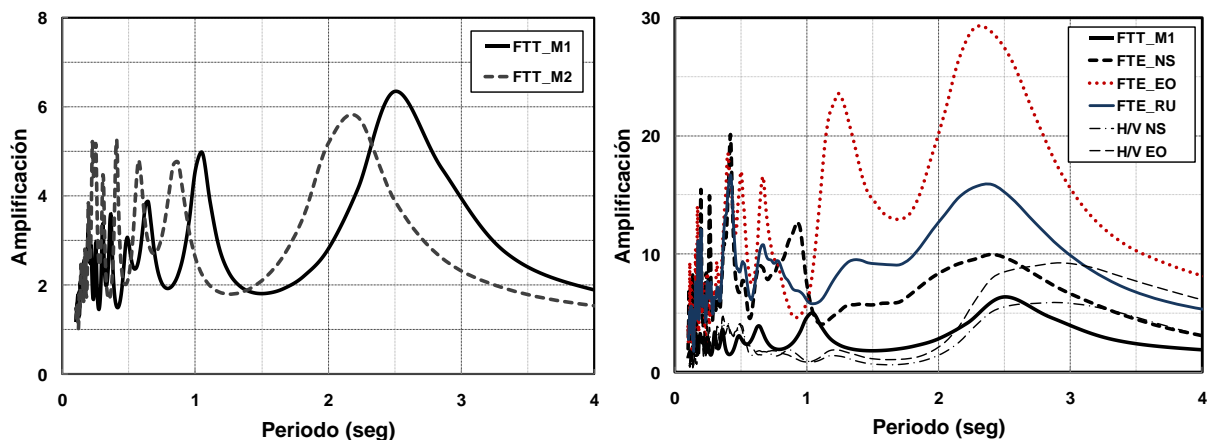 8
6
4
2
0
0
1
2
3
4
Amplificación
Periodo (seg)
FTT_M1
FTT_M2
30
20
10
0
0
1
2
3
4
Amplificación
Periodo (seg)
FTT_M1
FTE_NS
FTE_EO
FTE_RU
H/V NS
H/V EO